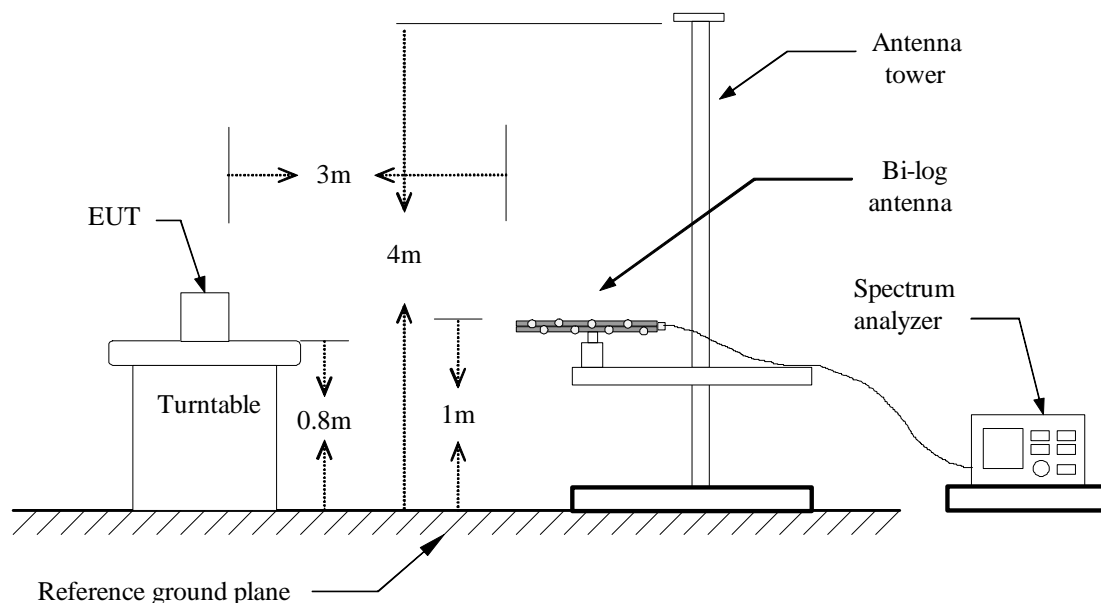 Antenna
tower
3m
Bi-log
antenna
EUT
4m
Spectrum
analyzer
Turntable
0.8m
1m
Reference ground plane